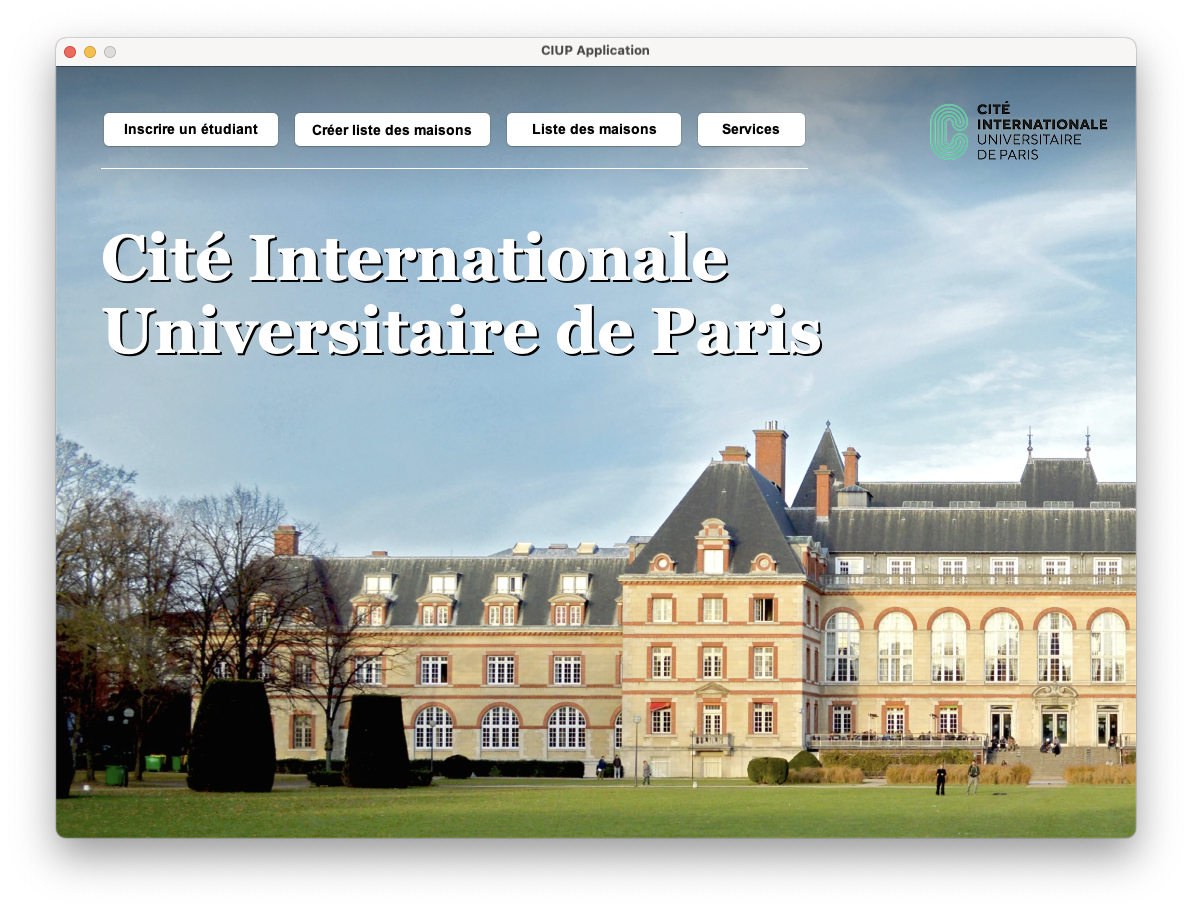 CIUP Application
Inscrire un étudiant
Créer liste des maisons
Liste des maisons
Services
CITÉ
INTERNATIONALE
UNIVERSITAIRE
DE PARIS
Cité Internationale
Universitaire de Paris